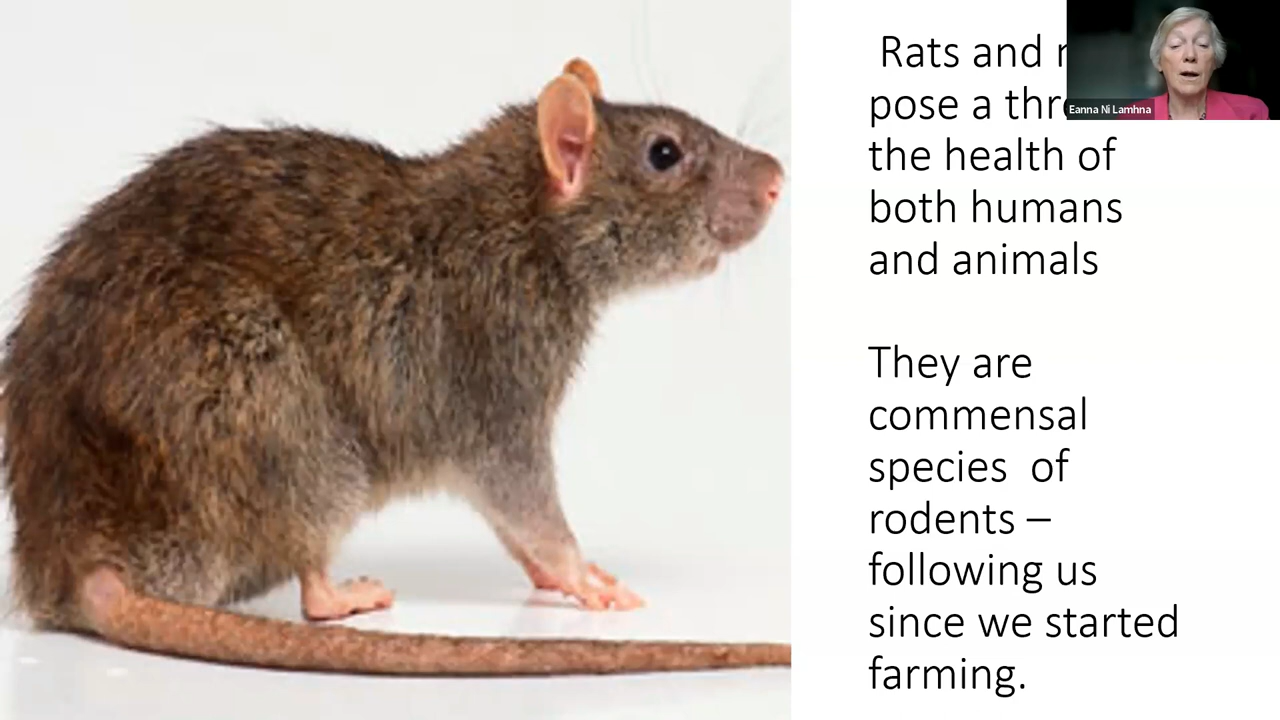 Rats and
pose a
the health of
both humans
and animals
They are
commensal
species of
rodents –
following us
since we started
farming.
Eanna Ni Lamhna